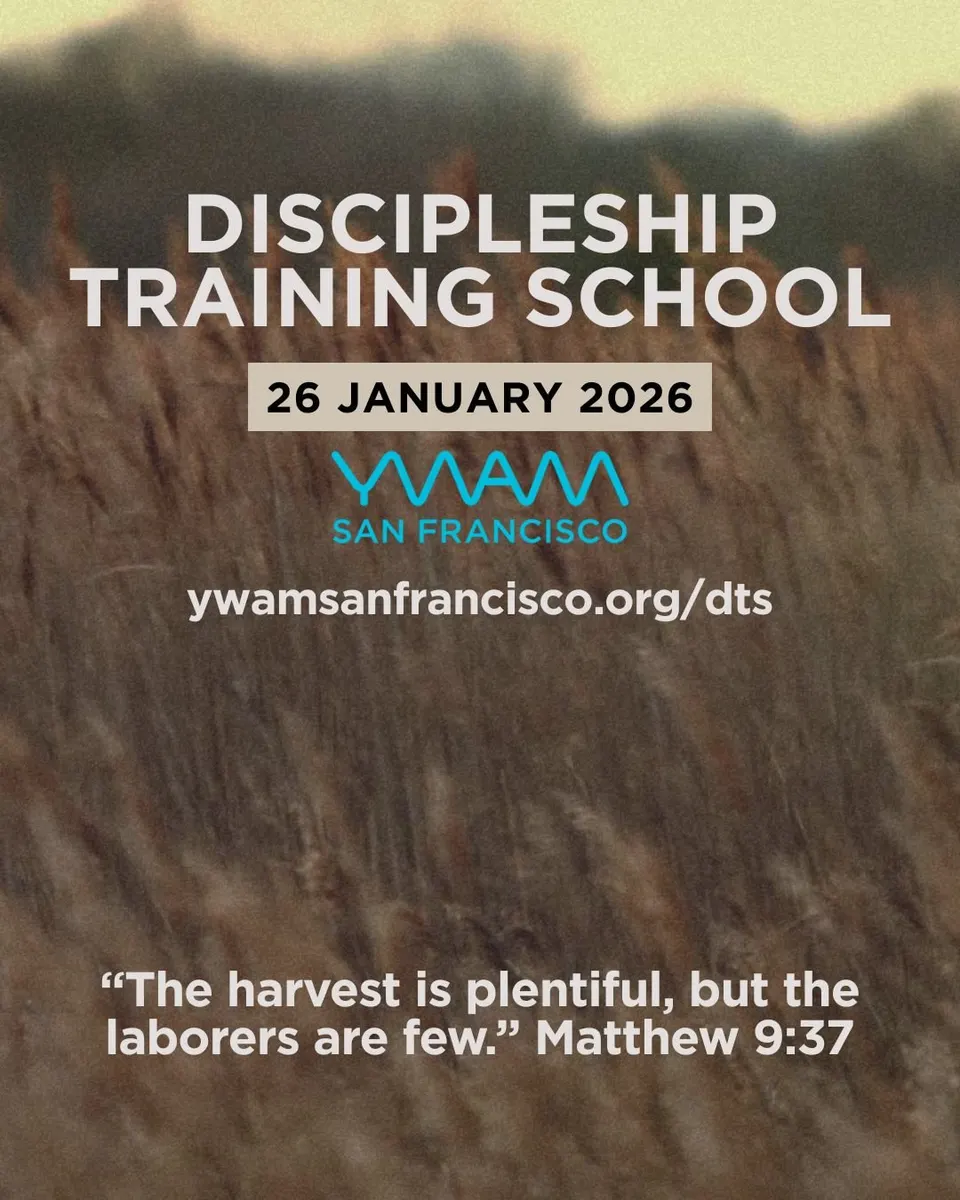 DISCIPLESHIP
TRAINING SCHOOL
26 JANUARY 2026
YWAM
SAN FRANCISCO
ywamsanfrancisco.org/dts
“The harvest is plentiful, but the
laborers are few.” Matthew 9:37